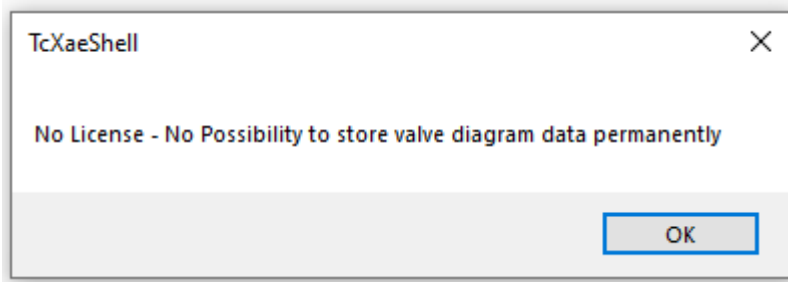 TcXaeShell
No License - No Possibility to store valve diagram data permanently
OK